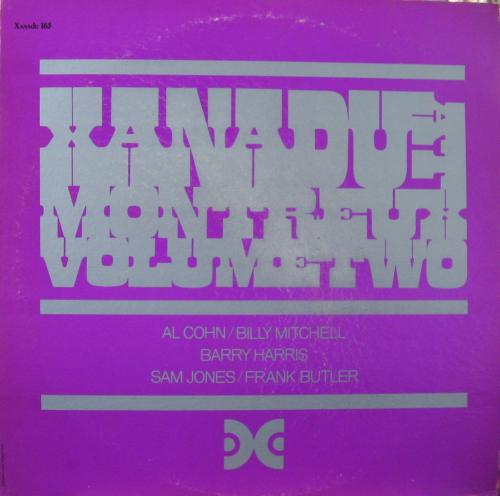 Xanadu 163
XANADU AT
MONTREUX
VOLUME TWO
AL COHN/BILLY MITCHELL
BARRY HARRIS
SAM JONES/FRANK BUTLER